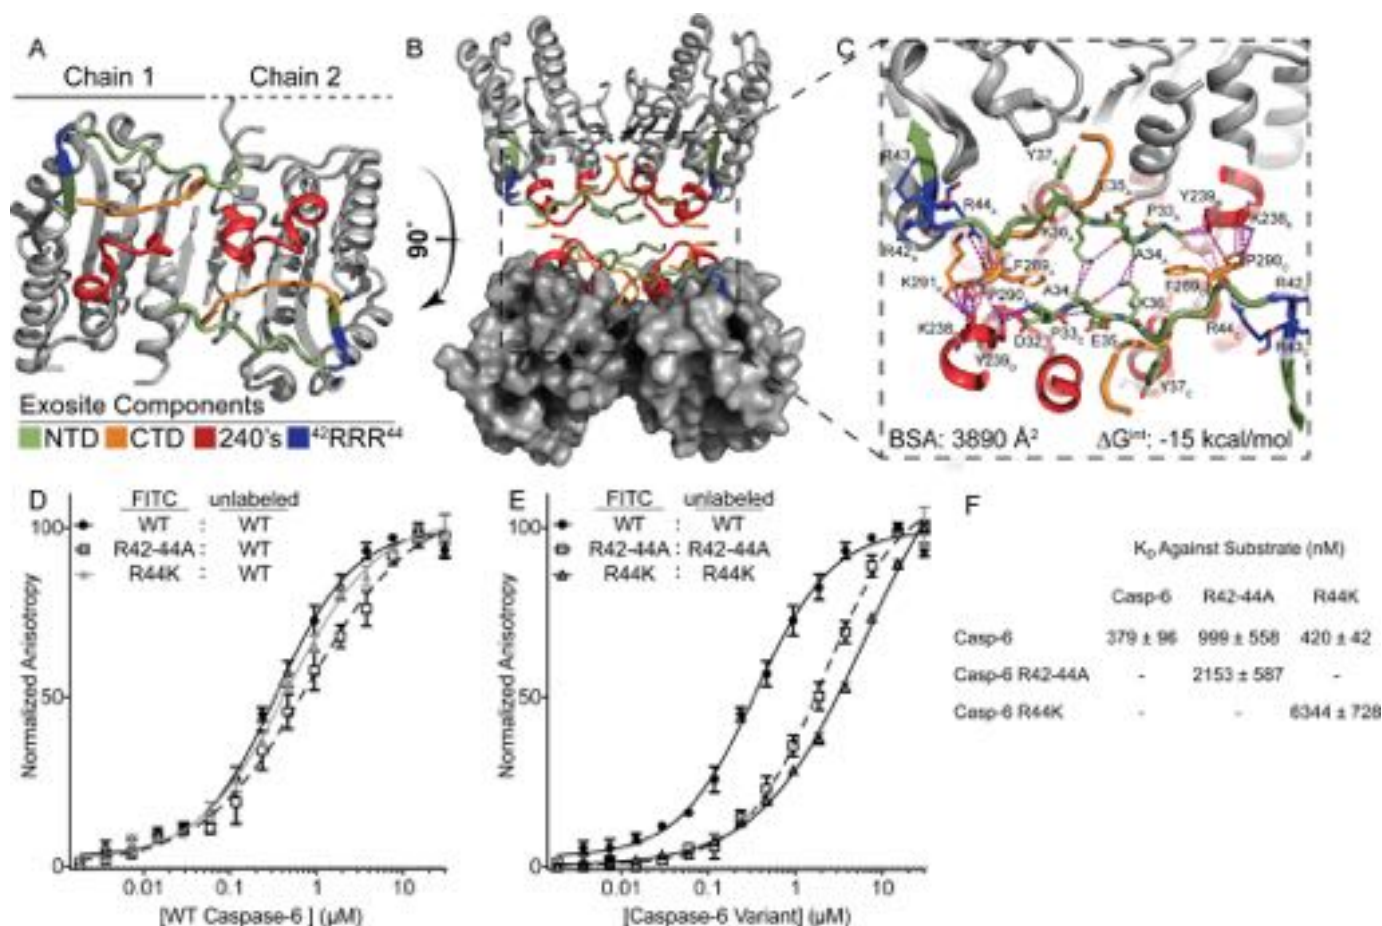 A
Chain 1
Chain 2
Exosite Components
NTD CTD 240's ⁴²RRR⁴⁴
90°
B
C
R43
R44A
R42A
K291
Y37A
E35A
K36A
P33A
Y239B
K238B
A34A
F289A
P290C
P290
A34
F289
R42
K36
K238
D32
P33C
E35
R44C
R43C
Y239D
Y37C
BSA: 3890 Å²
ΔGⁱⁿᵗ: -15 kcal/mol
D
FITC unlabeled
WT : WT
R42-44A : WT
R44K : WT
Normalized Anisotropy
100
50
0
0.01 0.1 1 10
[WT Caspase-6 ] (µM)
E
FITC unlabeled
WT : WT
R42-44A : R42-44A
R44K : R44K
Normalized Anisotropy
100
50
0
0.01 0.1 1 10
[Caspase-6 Variant] (µM)
F
K_D Against Substrate (nM)
Casp-6 R42-44A R44K
Casp-6 379 ± 96 999 ± 558 420 ± 42
Casp-6 R42-44A - 2153 ± 587 -
Casp-6 R44K - - 6344 ± 728